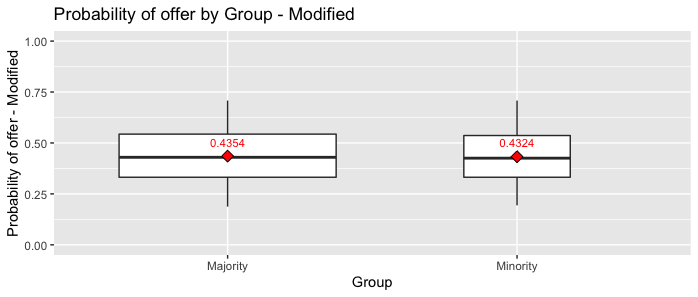 Probability of offer by Group - Modified
Probability of offer - Modified
1.00
0.75
0.50
0.25
0.00
0.4354
0.4324
Majority
Minority
Group